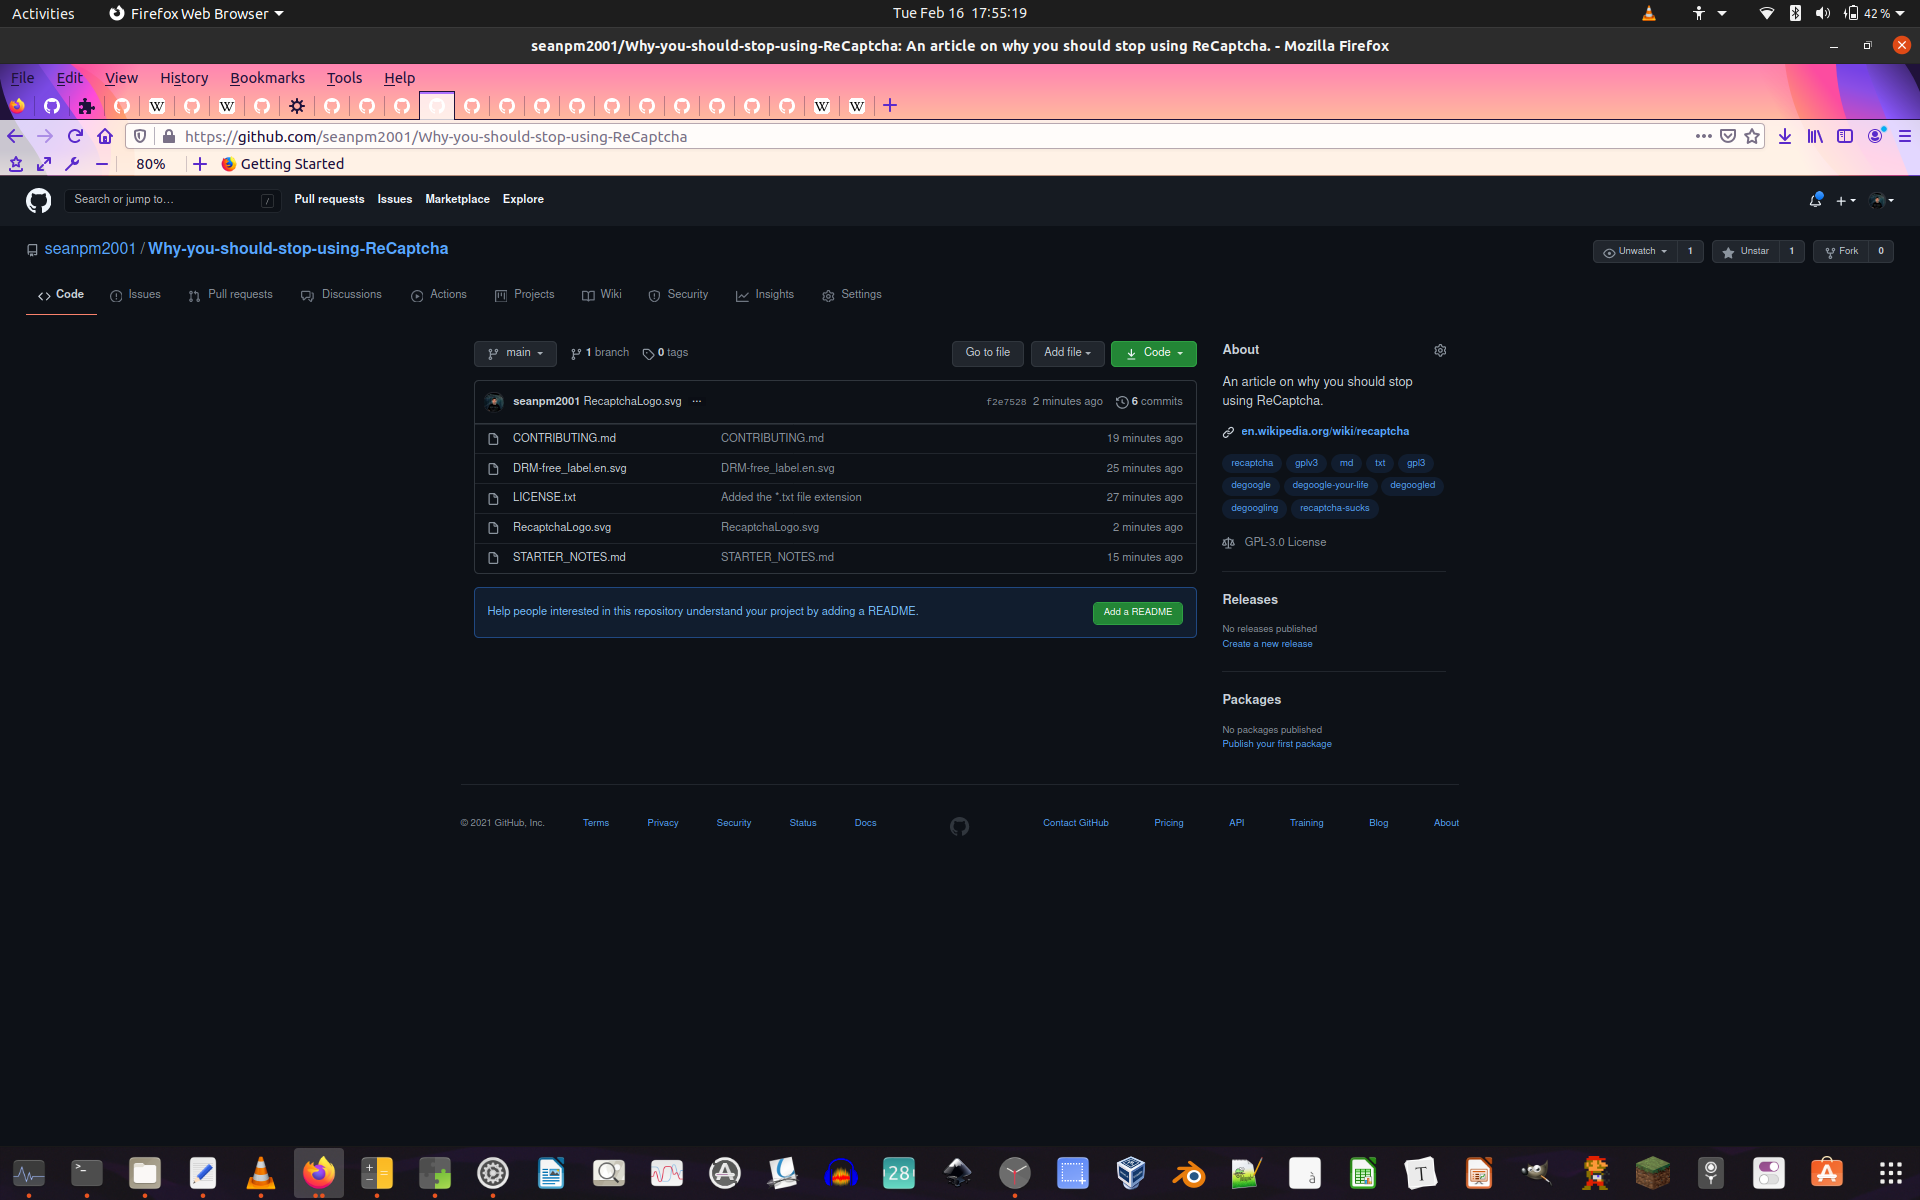 Activities Firefox Web Browser Tue Feb 16 17:55:19 42 %
seanpm2001/Why-you-should-stop-using-ReCaptcha: An article on why you should stop using ReCaptcha. - Mozilla Firefox
File Edit View History Bookmarks Tools Help
https://github.com/seanpm2001/Why-you-should-stop-using-ReCaptcha
80% Getting Started
Search or jump to… / Pull requests Issues Marketplace Explore
seanpm2001 / Why-you-should-stop-using-ReCaptcha Unwatch 1 Unstar 1 Fork 0
Code Issues Pull requests Discussions Actions Projects Wiki Security Insights Settings
main 1 branch 0 tags Go to file Add file Code
seanpm2001 RecaptchaLogo.svg ... f2e7528 2 minutes ago 6 commits
CONTRIBUTING.md CONTRIBUTING.md 19 minutes ago
DRM-free_label.en.svg DRM-free_label.en.svg 25 minutes ago
LICENSE.txt Added the *.txt file extension 27 minutes ago
RecaptchaLogo.svg RecaptchaLogo.svg 2 minutes ago
STARTER_NOTES.md STARTER_NOTES.md 15 minutes ago
Help people interested in this repository understand your project by adding a README. Add a README
About
An article on why you should stop
using ReCaptcha.
en.wikipedia.org/wiki/recaptcha
recaptcha gplv3 md txt gpl3
degoogle degoogle-your-life degoogled
degoogling recaptcha-sucks
GPL-3.0 License
Releases
No releases published
Create a new release
Packages
No packages published
Publish your first package
© 2021 GitHub, Inc. Terms Privacy Security Status Docs Contact GitHub Pricing API Training Blog About
28